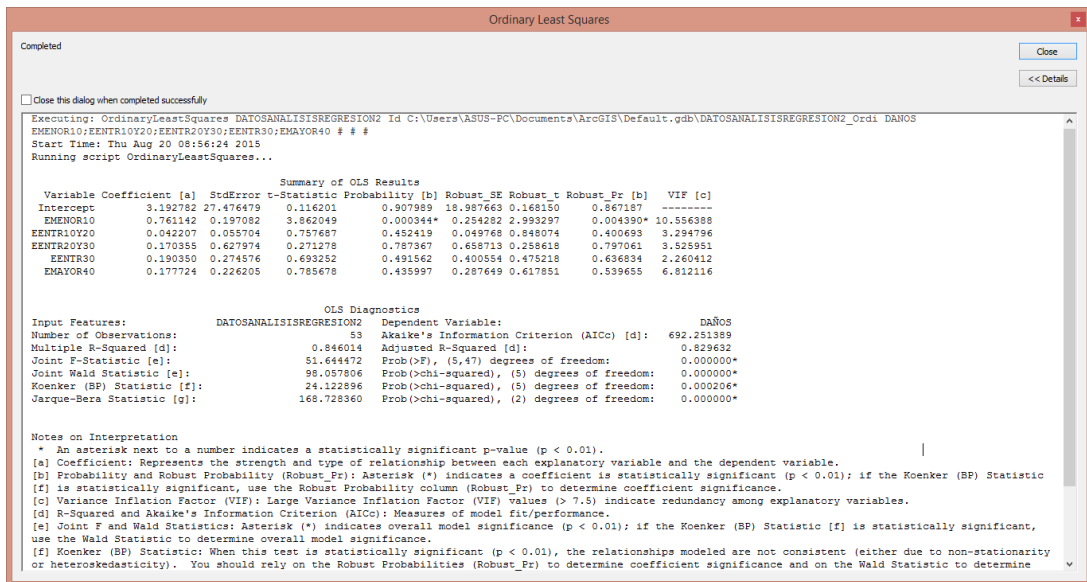 Ordinary Least Squares
x
Completed
Close
<< Details
Close this dialog when completed successfully
Executing: OrdinaryLeastSquares DATOSANALISISREGRESION2 Id C:\Users\ASUS-PC\Documents\ArcGIS\Default.gdb\DATOSANALISISREGRESION2_Ordi DANOS
EMENOR10;EENTR10Y20;EENTR20Y30;EENTR30;EMAYOR40 # # #
Start Time: Thu Aug 20 08:56:24 2015
Running script OrdinaryLeastSquares...
Summary of OLS Results
Variable Coefficient [a] StdError t-Statistic Probability [b] Robust_SE Robust_t Robust_Pr [b] VIF [c]
Intercept 3.192782 27.476479 0.116201 0.907989 18.987663 0.168150 0.867187 --------
EMENOR10 0.761142 0.197082 3.862049 0.000344* 0.254282 2.993297 0.004390* 10.556388
EENTR10Y20 0.042207 0.055704 0.757687 0.452419 0.049768 0.848074 0.400693 3.294796
EENTR20Y30 0.170355 0.627974 0.271278 0.787367 0.658713 0.258618 0.797061 3.525951
EENTR30 0.190350 0.274576 0.693252 0.491562 0.400554 0.475218 0.636834 2.260412
EMAYOR40 0.177724 0.226205 0.785678 0.435997 0.287649 0.617851 0.539655 6.812116
OLS Diagnostics
Input Features: DATOSANALISISREGRESION2 Dependent Variable: DAÑOS
Number of Observations: 53 Akaike's Information Criterion (AICc) [d]: 692.251389
Multiple R-Squared [d]: 0.846014 Adjusted R-Squared [d]: 0.829632
Joint F-Statistic [e]: 51.644472 Prob(>F), (5,47) degrees of freedom: 0.000000*
Joint Wald Statistic [e]: 98.057806 Prob(>chi-squared), (5) degrees of freedom: 0.000000*
Koenker (BP) Statistic [f]: 24.122896 Prob(>chi-squared), (5) degrees of freedom: 0.000206*
Jarque-Bera Statistic [g]: 168.728360 Prob(>chi-squared), (2) degrees of freedom: 0.000000*
Notes on Interpretation
* An asterisk next to a number indicates a statistically significant p-value (p < 0.01).
[a] Coefficient: Represents the strength and type of relationship between each explanatory variable and the dependent variable.
[b] Probability and Robust Probability (Robust_Pr): Asterisk (*) indicates a coefficient is statistically significant (p < 0.01); if the Koenker (BP) Statistic
[f] is statistically significant, use the Robust Probability column (Robust_Pr) to determine coefficient significance.
[c] Variance Inflation Factor (VIF): Large Variance Inflation Factor (VIF) values (> 7.5) indicate redundancy among explanatory variables.
[d] R-Squared and Akaike's Information Criterion (AICc): Measures of model fit/performance.
[e] Joint F and Wald Statistics: Asterisk (*) indicates overall model significance (p < 0.01); if the Koenker (BP) Statistic [f] is statistically significant,
use the Wald Statistic to determine overall model significance.
[f] Koenker (BP) Statistic: When this test is statistically significant (p < 0.01), the relationships modeled are not consistent (either due to non-stationarity
or heteroskedasticity). You should rely on the Robust Probabilities (Robust_Pr) to determine coefficient significance and on the Wald Statistic to determine